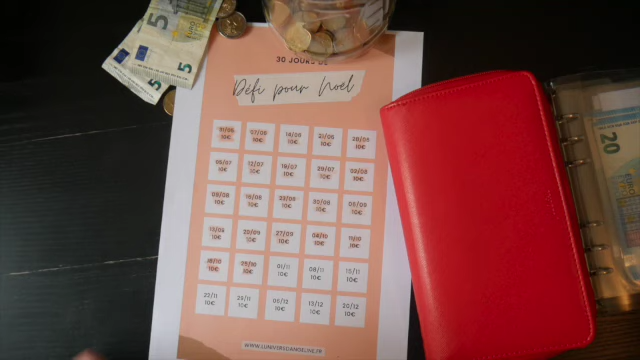 5
5
30 JOURS DE
Défi pour Noël
31/05 07/06 14/06 21/06 28/06
10€ 10€ 10€ 10€ 10€
05/07 12/07 19/07 26/07 02/08
10€ 10€ 10€ 10€ 10€
09/08 16/08 23/08 30/08 06/09
10€ 10€ 10€ 10€ 10€
13/09 20/09 27/09 04/10 11/10
10€ 10€ 10€ 10€ 10€
18/10 25/10 01/11 08/11 15/11
10€ 10€ 10€ 10€ 10€
22/11 29/11 06/12 13/12 20/12
10€ 10€ 10€ 10€ 10€
WWW.LUNIVERSDANDELINE.FR
20